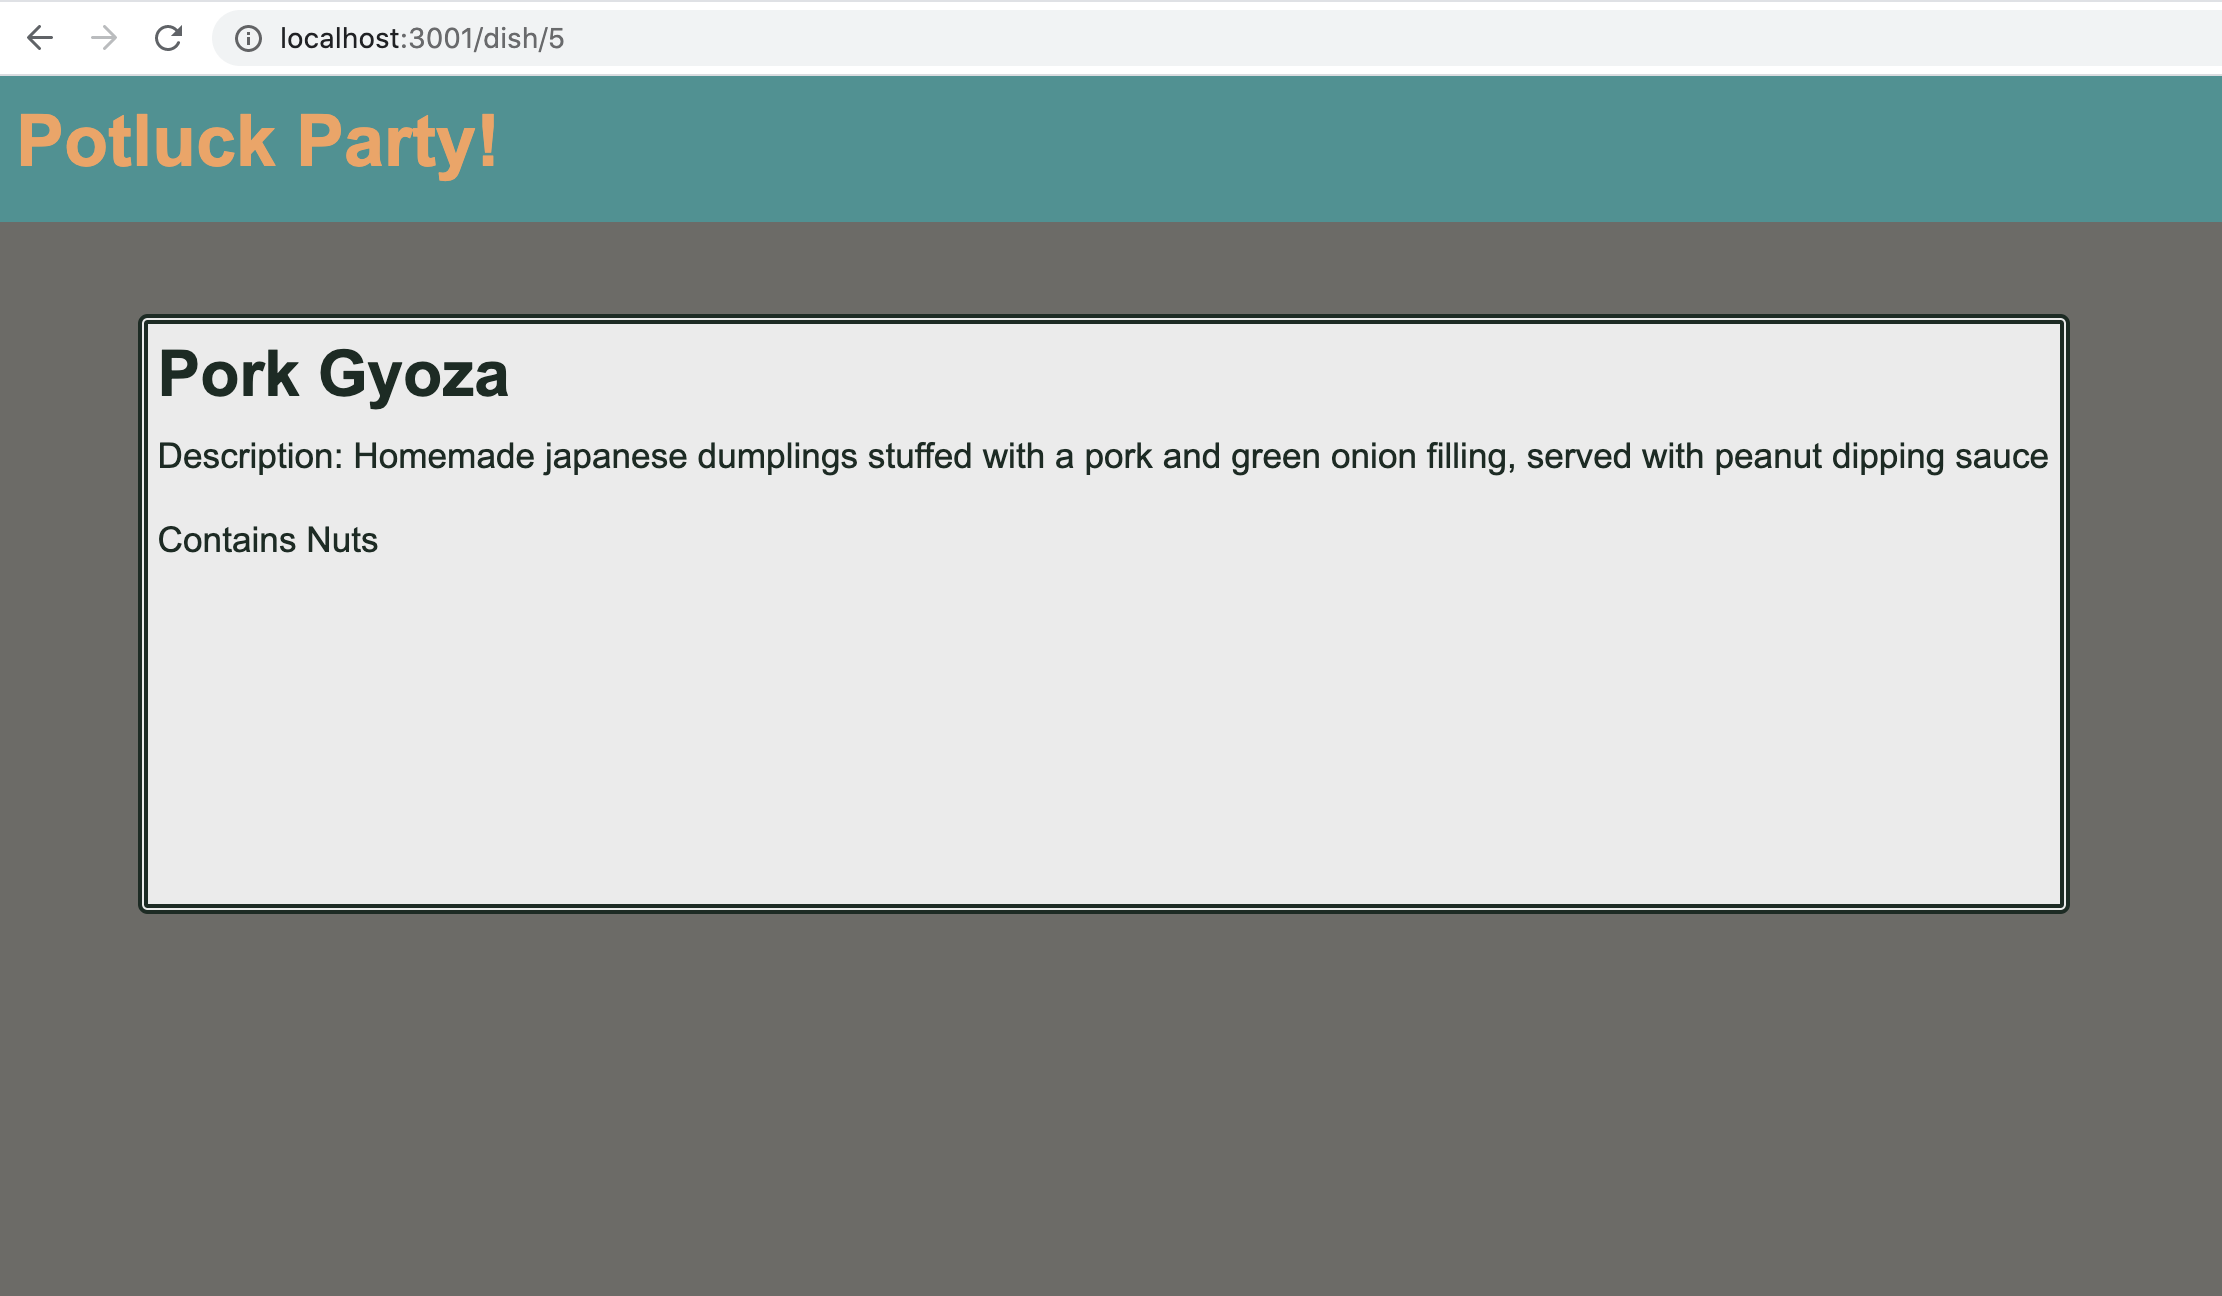 localhost:3001/dish/5
Potluck Party!
Pork Gyoza
Description: Homemade japanese dumplings stuffed with a pork and green onion filling, served with peanut dipping sauce
Contains Nuts